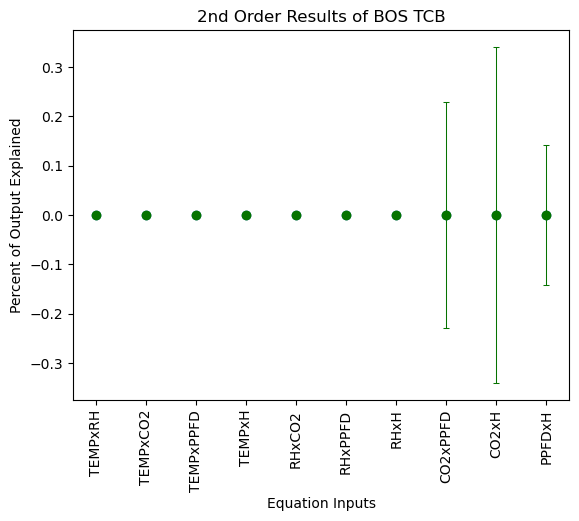 2nd Order Results of BOS TCB
Percent of Output Explained
0.3
0.2
0.1
0.0
−0.1
−0.2
−0.3
TEMPxRH
TEMPxCO2
TEMPxPPFD
TEMPxH
RHxCO2
RHxPPFD
RHxH
CO2xPPFD
CO2xH
PPFDxH
Equation Inputs